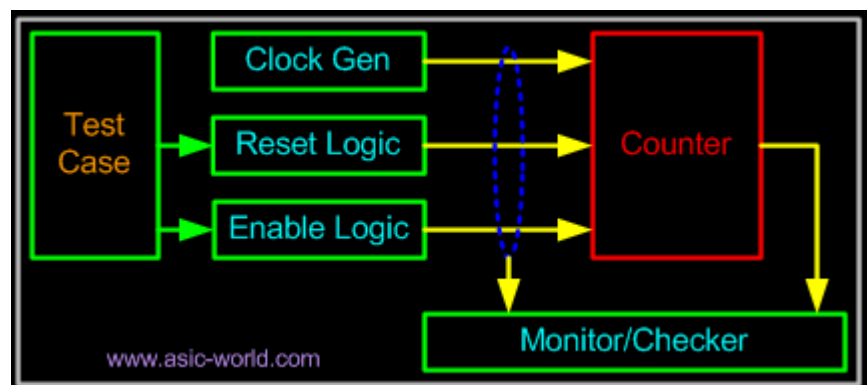 Clock Gen
Test
Case
Reset Logic
Counter
Enable Logic
Monitor/Checker
www.asic-world.com